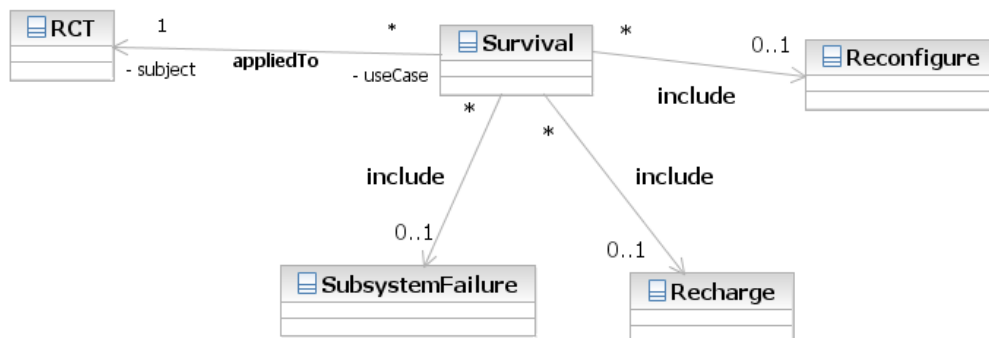 RCT
1
*
- subject
appliedTo
- useCase
Survival
*
0..1
Reconfigure
include
*
*
include
include
0..1
0..1
SubsystemFailure
Recharge